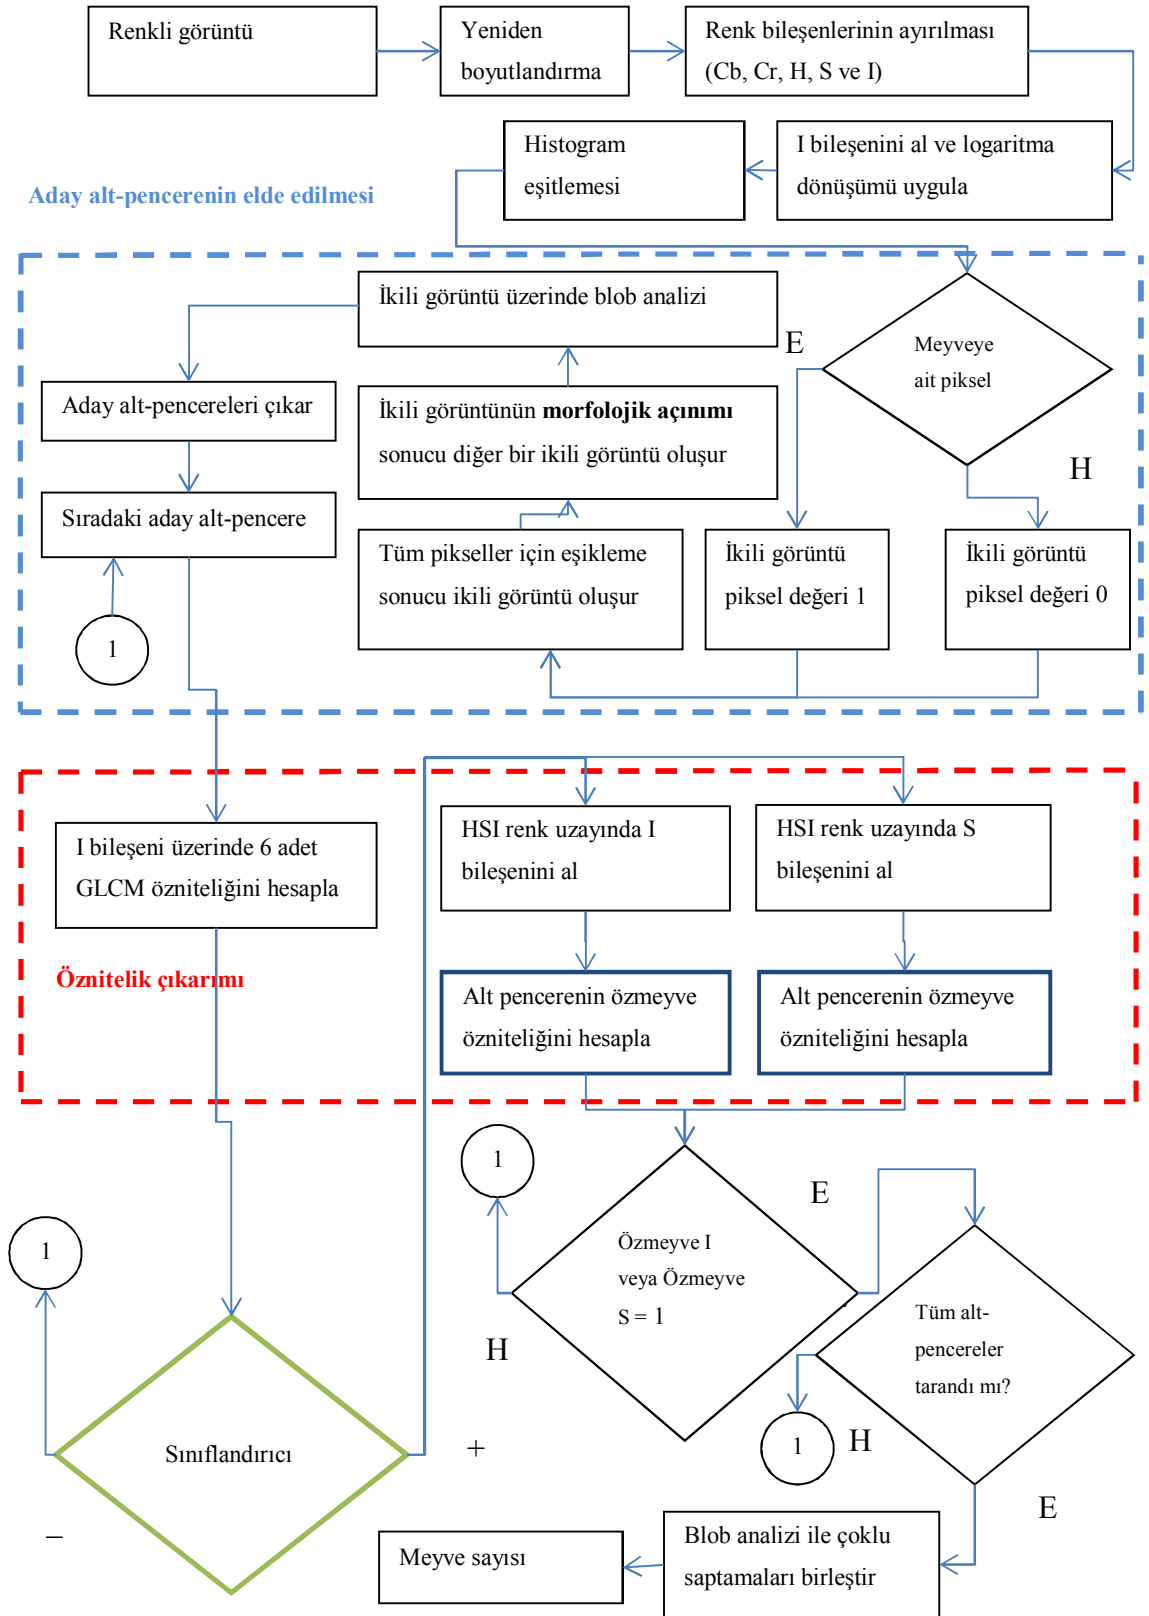 Renkli görüntü
Yeniden
boyutlandırma
Renk bileşenlerinin ayırılması
(Cb, Cr, H, S ve I)
Histogram
eşitlemesi
I bileşenini al ve logaritma
dönüşümü uygula
Aday alt-pencerenin elde edilmesi
İkili görüntü üzerinde blob analizi
E
Meyveye
ait piksel
H
Aday alt-pencereleri çıkar
İkili görüntünün morfolojik açınımı
sonucu diğer bir ikili görüntü oluşur
Sıradaki aday alt-pencere
Tüm pikseller için eşikleme
sonucu ikili görüntü oluşur
İkili görüntü
piksel değeri 1
İkili görüntü
piksel değeri 0
1
I bileşeni üzerinde 6 adet
GLCM özniteliğini hesapla
HSI renk uzayında I
bileşenini al
HSI renk uzayında S
bileşenini al
Öznitelik çıkarımı
Alt pencerenin özmeyve
özniteliğini hesapla
Alt pencerenin özmeyve
özniteliğini hesapla
1
E
1
Özmeyve I
veya Özmeyve
S = 1
H
Tüm alt-
pencereler
tarandı mı?
1
H
Sınıflandırıcı
+
–
E
Meyve sayısı
Blob analizi ile çoklu
saptamaları birleştir